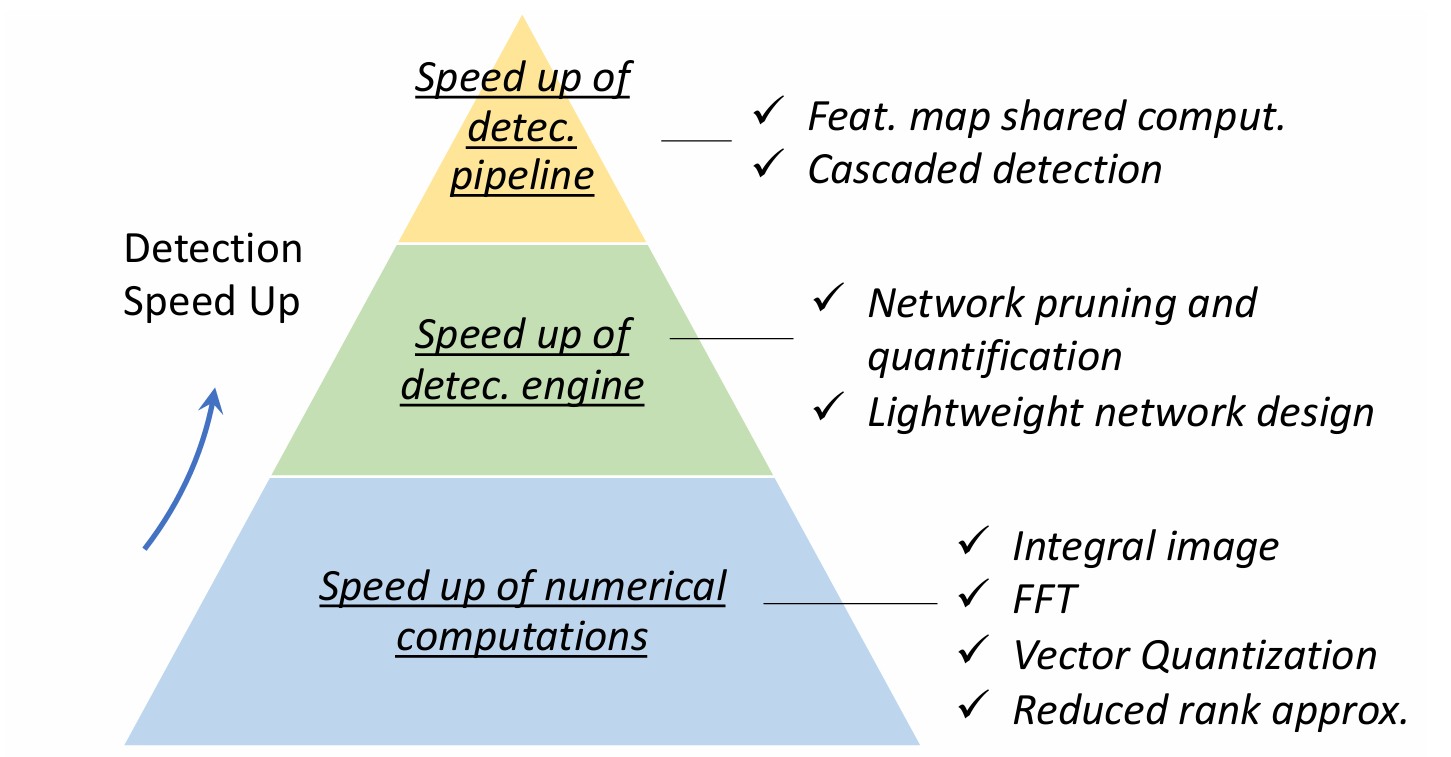 Speed up of
detec.
pipeline
✓ Feat. map shared comput.
✓ Cascaded detection
Detection
Speed Up
Speed up of
detec. engine
✓ Network pruning and
quantification
✓ Lightweight network design
Speed up of numerical
computations
✓ Integral image
✓ FFT
✓ Vector Quantization
✓ Reduced rank approx.